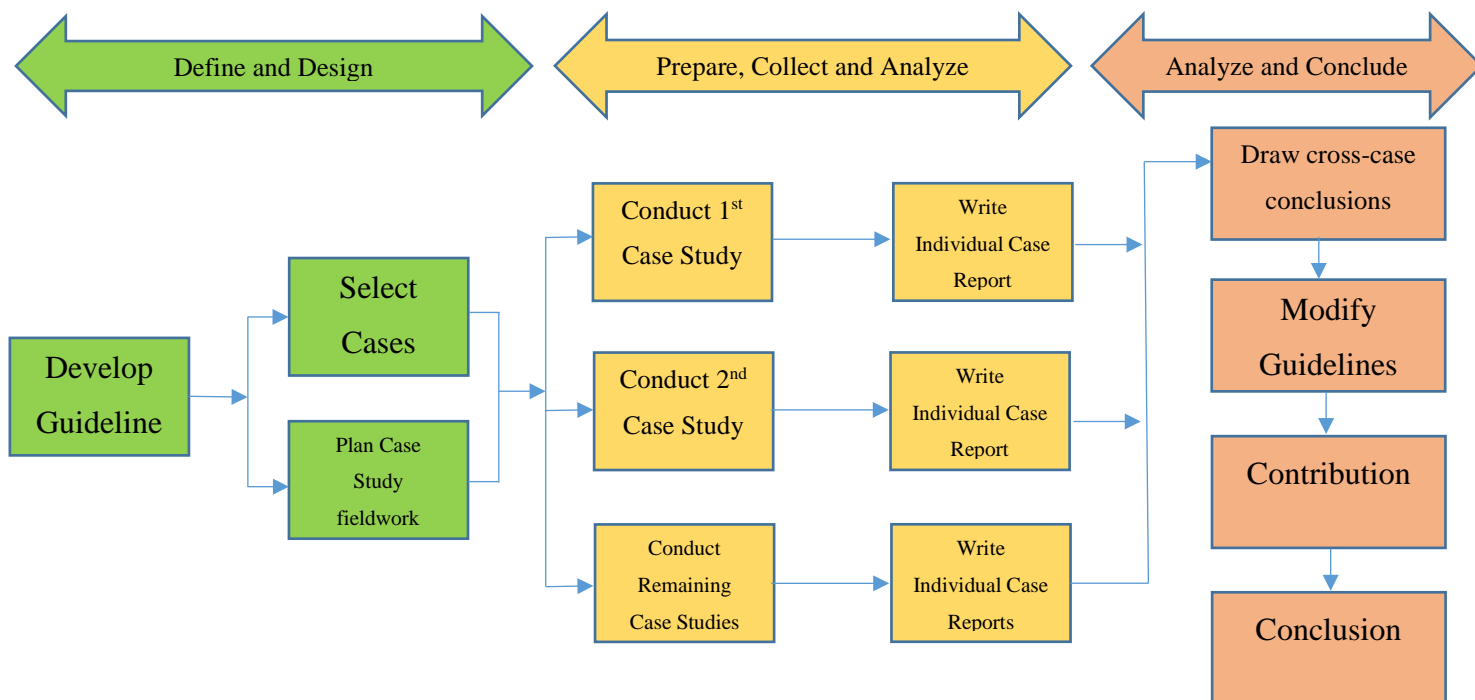 Define and Design
Prepare, Collect and Analyze
Analyze and Conclude
Develop
Guideline
Select
Cases
Plan Case
Study
fieldwork
Conduct 1st
Case Study
Write
Individual Case
Report
Conduct 2nd
Case Study
Write
Individual Case
Report
Conduct
Remaining
Case Studies
Write
Individual Case
Reports
Draw cross-case
conclusions
Modify
Guidelines
Contribution
Conclusion